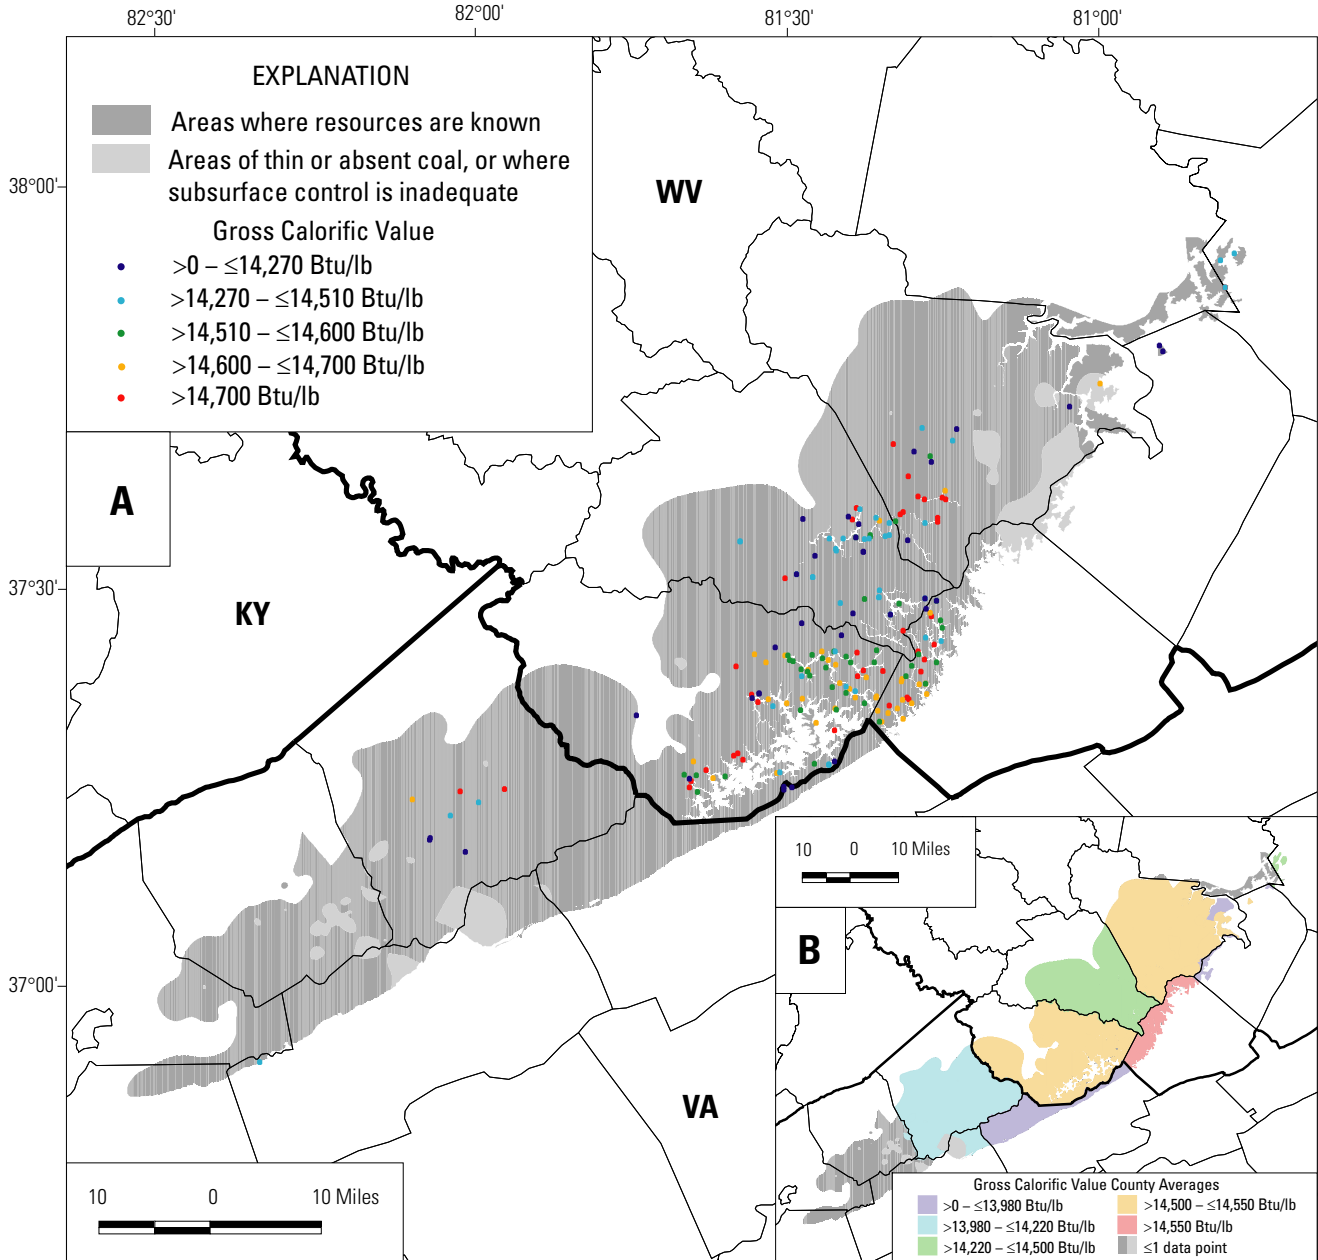 82°30'
82°00'
81°30'
81°00'
EXPLANATION
Areas where resources are known
Areas of thin or absent coal, or where
subsurface control is inadequate
Gross Calorific Value
>0 – ≤14,270 Btu/lb
>14,270 – ≤14,510 Btu/lb
>14,510 – ≤14,600 Btu/lb
>14,600 – ≤14,700 Btu/lb
>14,700 Btu/lb
38°00'
WV
A
37°30'
KY
37°00'
VA
10 0 10 Miles
10 0 10 Miles
B
Gross Calorific Value County Averages
>0 – ≤13,980 Btu/lb
>13,980 – ≤14,220 Btu/lb
>14,220 – ≤14,500 Btu/lb
>14,500 – ≤14,550 Btu/lb
>14,550 Btu/lb
≤1 data point